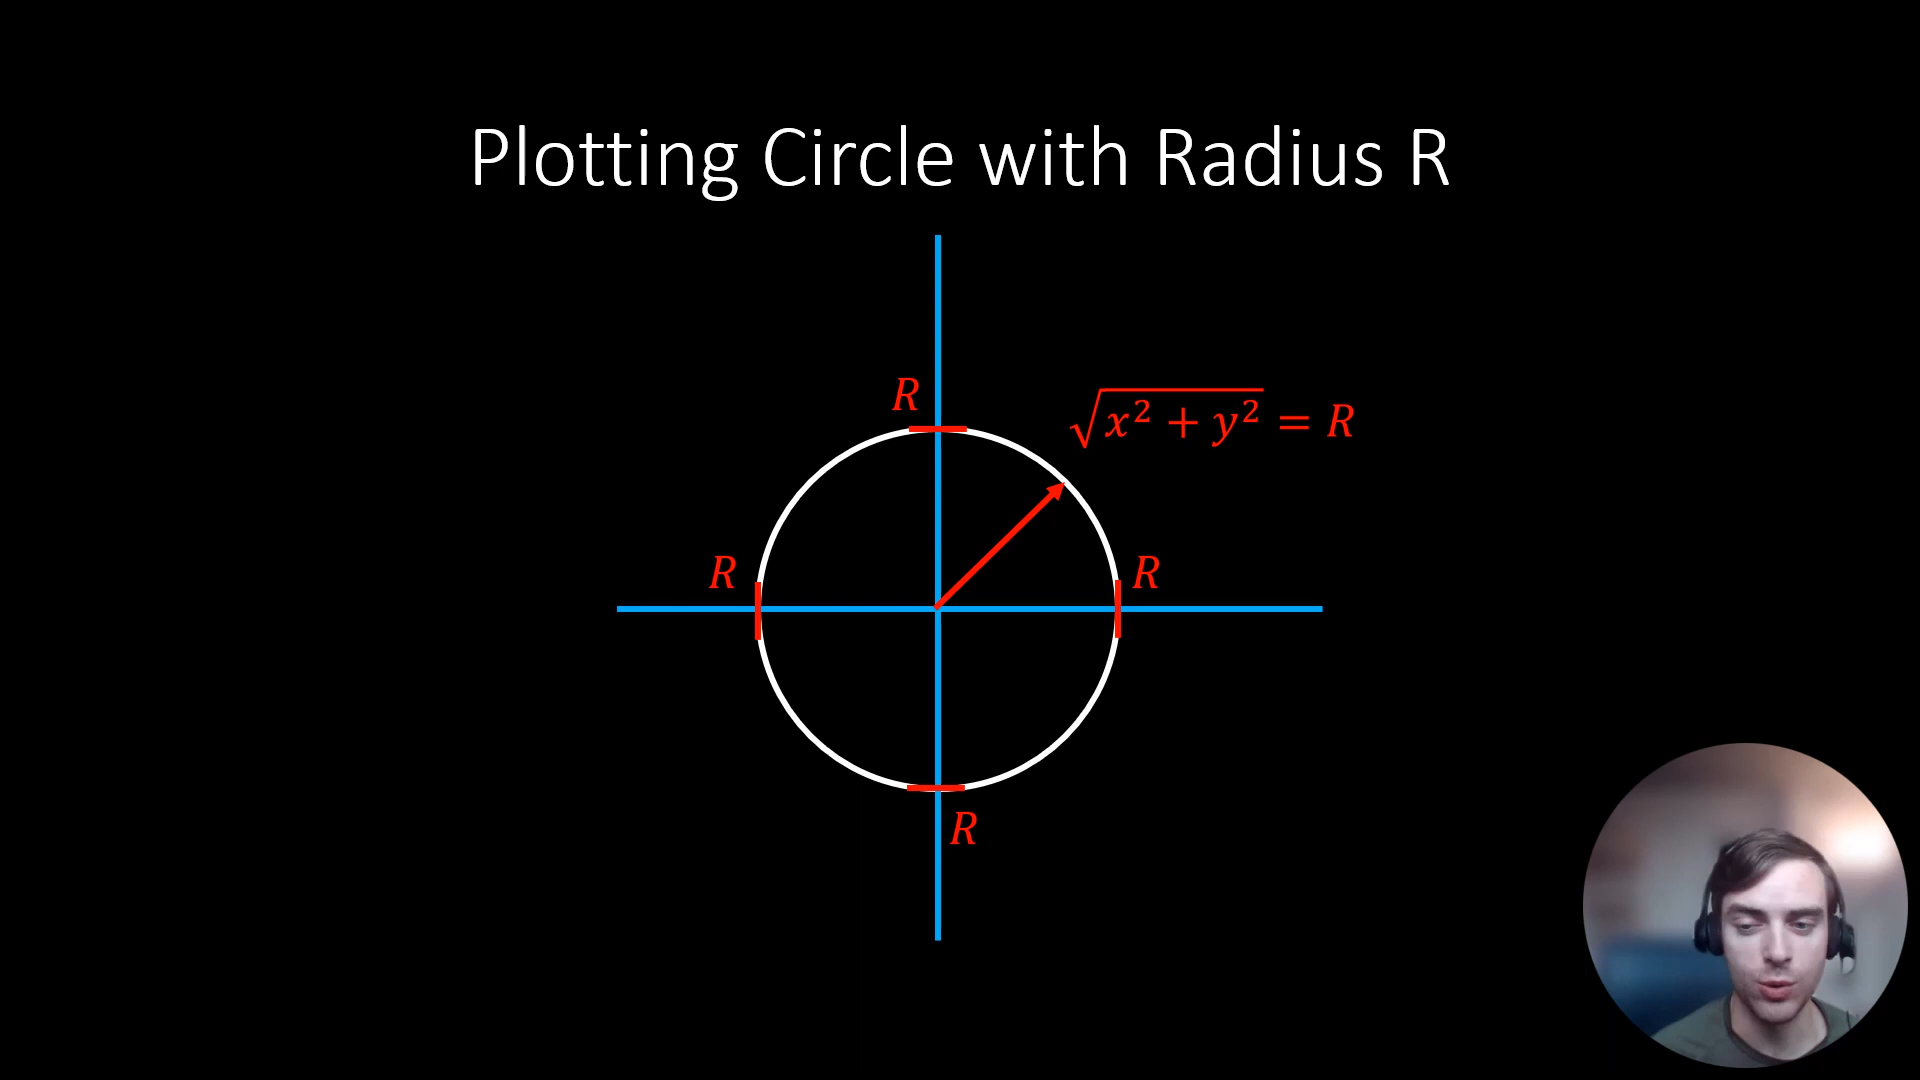 Plotting Circle with Radius R
R
√x² + y² = R
R
R
R